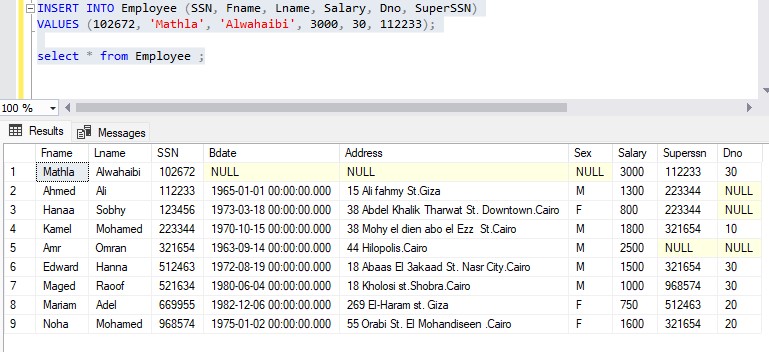 INSERT INTO Employee (SSN, Fname, Lname, Salary, Dno, SuperSSN)
VALUES (102672, 'Mathla', 'Alwahaibi', 3000, 30, 112233);
select * from Employee ;
100 %
Results Messages
Fname Lname SSN Bdate Address Sex Salary Superssn Dno
1 Mathla Alwahaibi 102672 NULL NULL NULL 3000 112233 30
2 Ahmed Ali 112233 1965-01-01 00:00:00.000 15 Ali fahmy St.Giza M 1300 223344 NULL
3 Hanaa Sobhy 123456 1973-03-18 00:00:00.000 38 Abdel Khalik Tharwat St. Downtown.Cairo F 800 223344 NULL
4 Kamel Mohamed 223344 1970-10-15 00:00:00.000 38 Mohy el dien abo el Ezz St.Cairo M 1800 321654 10
5 Amr Omran 321654 1963-09-14 00:00:00.000 44 Hilopolis.Cairo M 2500 NULL NULL
6 Edward Hanna 512463 1972-08-19 00:00:00.000 18 Abaas El 3akaad St. Nasr City.Cairo M 1500 321654 30
7 Maged Raoof 521634 1980-06-04 00:00:00.000 18 Kholosi st.Shobra.Cairo M 1000 968574 30
8 Mariam Adel 669955 1982-12-06 00:00:00.000 269 El-Haram st. Giza F 750 512463 20
9 Noha Mohamed 968574 1975-01-02 00:00:00.000 55 Orabi St. El Mohandiseen .Cairo F 1600 321654 20